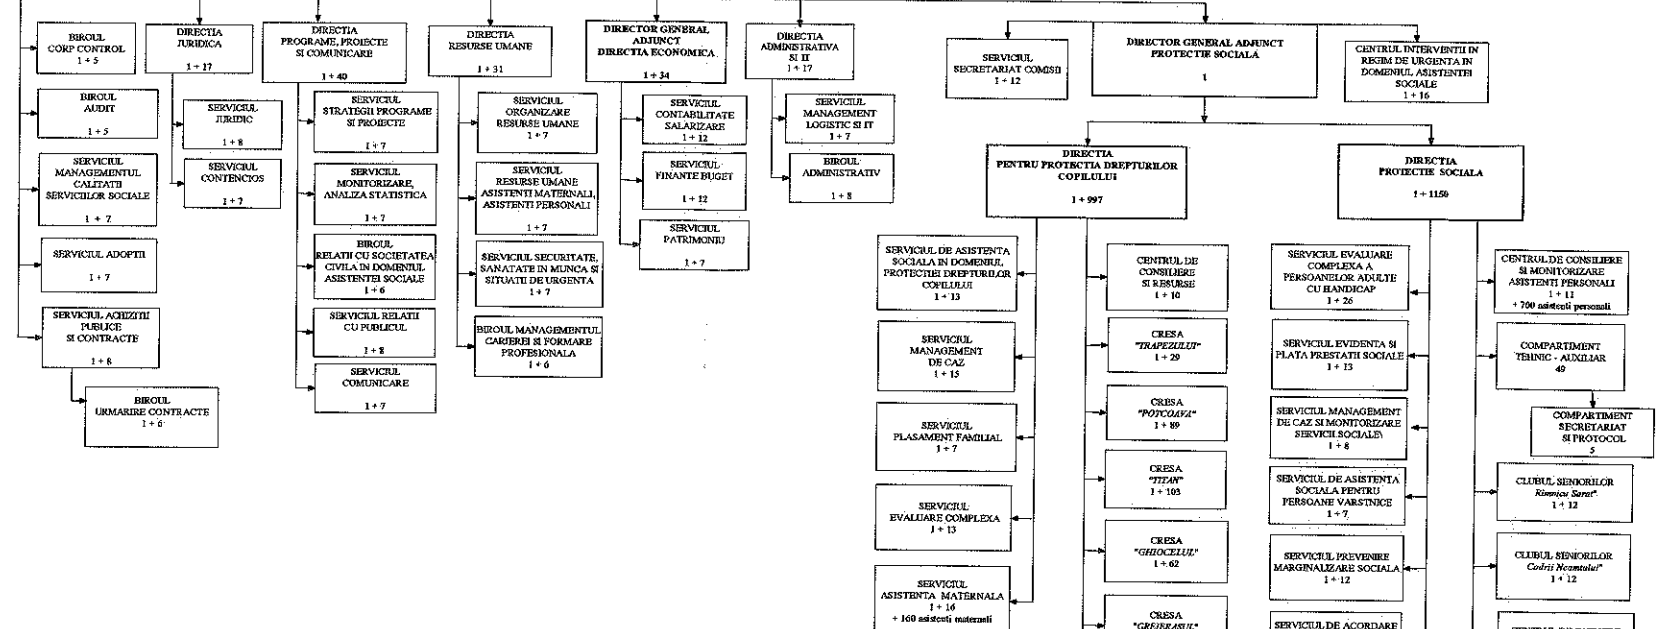 BIROUL
CORP CONTROL
1 + 5
BIROUL
AUDIT
1 + 5
SERVICIUL
MANAGEMENTUL
CALITATII
SERVICIILOR SOCIALE
1 + 7
SERVICIUL ADOPTII
1 + 7
SERVICIUL ACHIZITII
PUBLICE
SI CONTRACTE
1 + 8
BIROUL
URMARIRE CONTRACTE
1 + 6
DIRECTIA
JURIDICA
1 + 17
SERVICIUL
JURIDIC
1 + 8
SERVICIUL
CONTENCIOS
1 + 7
DIRECTIA
PROGRAME, PROIECTE
SI COMUNICARE
1 + 40
SERVICIUL
STRATEGII PROGRAME
SI PROIECTE
1 + 7
SERVICIUL
MONITORIZARE,
ANALIZA STATISTICA
1 + 7
BIROUL
RELATII CU SOCIETATEA
CIVILA IN DOMENIUL
ASISTENTEI SOCIALE
1 + 6
SERVICIUL RELATII
CU PUBLICUL
1 + 8
SERVICIUL
COMUNICARE
1 + 7
DIRECTIA
RESURSE UMANE
1 + 31
SERVICIUL
ORGANIZARE
RESURSE UMANE
1 + 7
SERVICIUL
RESURSE UMANE
ASISTENTI MATERNALI,
ASISTENTI PERSONALI
1 + 7
SERVICIUL SECURITATE,
SANATATE IN MUNCA SI
SITUATII DE URGENTA
1 + 7
BIROUL MANAGEMENTUL
CARIEREI SI FORMARE
PROFESIONALA
1 + 6
DIRECTOR GENERAL
ADJUNCT
DIRECTIA ECONOMICA
1 + 34
SERVICIUL
CONTABILITATE
SALARIZARE
1 + 12
SERVICIUL
FINANTE BUGET
1 + 12
SERVICIUL
PATRIMONIU
1 + 7
DIRECTIA
ADMINISTRATIVA
SI IT
1 + 17
SERVICIUL
MANAGEMENT
LOGISTIC SI IT
1 + 7
BIROUL
ADMINISTRATIV
1 + 8
SERVICIUL
SECRETARIAT COMISII
1 + 12
DIRECTOR GENERAL ADJUNCT
PROTECTIE SOCIALA
1
CENTRUL INTERVENTII IN
REGIM DE URGENTA IN
DOMENIUL ASISTENTEI
SOCIALE
1 + 16
DIRECTIA
PENTRU PROTECTIA DREPTURILOR
COPILULUI
1 + 997
SERVICIUL DE ASISTENTA
SOCIALA IN DOMENIUL
PROTECTIEI DREPTURILOR
COPILULUI
1 + 13
SERVICIUL
MANAGEMENT
DE CAZ
1 + 15
SERVICIUL
PLASAMENT FAMILIAL
1 + 7
SERVICIUL
EVALUARE COMPLEXA
1 + 13
SERVICIUL
ASISTENTA MATERNALA
1 + 16
+ 160 asistenti maternali
CENTRUL DE
CONSILIERE
SI RESURSE
1 + 10
CRESA
"TRAPEZULUI"
1 + 29
CRESA
"POTCOAVA"
1 + 89
CRESA
"TITAN"
1 + 103
CRESA
"GHIOCELUL"
1 + 62
CRESA
"GREIERASUL"
DIRECTIA
PROTECTIE SOCIALA
1 + 1150
SERVICIUL EVALUARE
COMPLEXA A
PERSOANELOR ADULTE
CU HANDICAP
1 + 26
SERVICIUL EVIDENTA SI
PLATA PRESTATII SOCIALE
1 + 13
SERVICIUL MANAGEMENT
DE CAZ SI MONITORIZARE
SERVICII SOCIALE
1 + 8
SERVICIUL DE ASISTENTA
SOCIALA PENTRU
PERSOANE VARSTNICE
1 + 7
SERVICIUL PREVENIRE
MARGINALIZARE SOCIALA
1 + 12
SERVICIUL DE ACORDARE
CENTRUL DE CONSILIERE
SI MONITORIZARE
ASISTENTI PERSONALI
1 + 11
+ 700 asistenti personali
COMPARTIMENT
TEHNIC - AUXILIAR
49
COMPARTIMENT
SECRETARIAT
SI PROTOCOL
5
CLUBUL SENIORILOR
Rimnicu Sarat"
1 + 12
CLUBUL SENIORILOR
Codrii Neamtului"
1 + 12